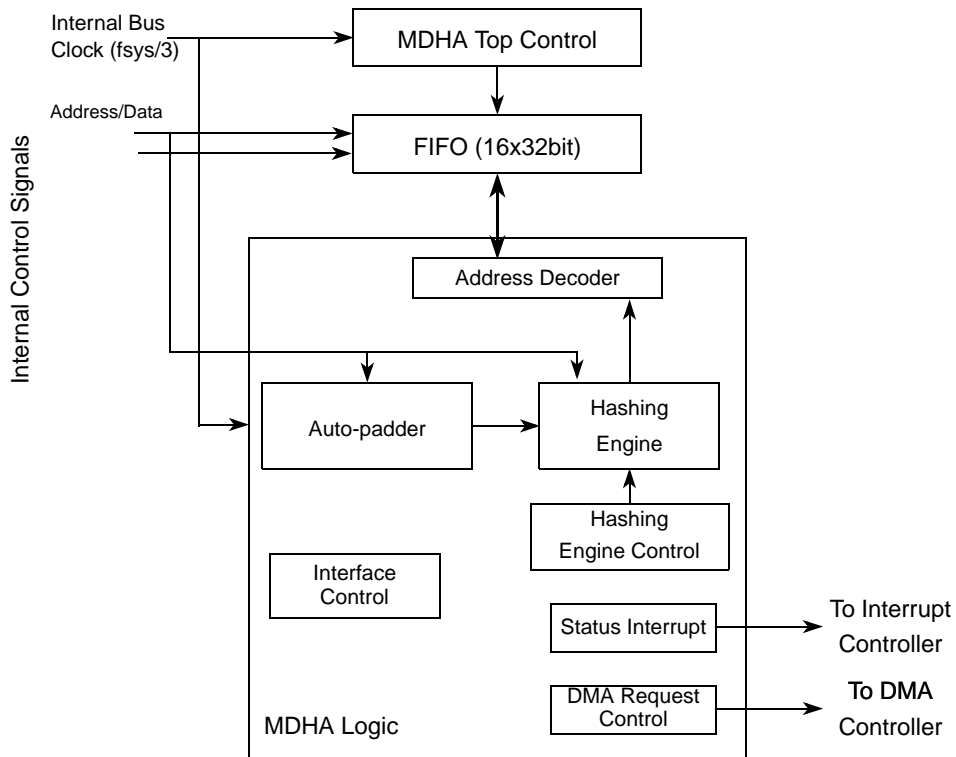 Internal Bus
Clock (fsys/3)
MDHA Top Control
Address/Data
FIFO (16x32bit)
Internal Control Signals
Address Decoder
Auto-padder
Hashing
Engine
Hashing
Engine Control
Interface
Control
Status Interrupt
To Interrupt
Controller
DMA Request
Control
To DMA
Controller
MDHA Logic